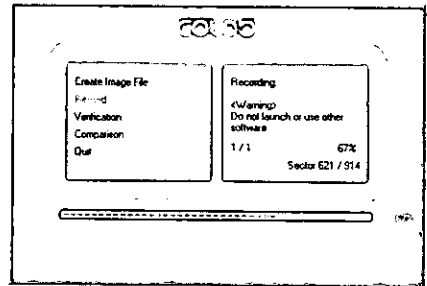 Create Image File
Record
Verification
Comparison
Quit
Recording
<Warning>
Do not launch or use other
software
1 / 1 67%
Sector 621 / 914